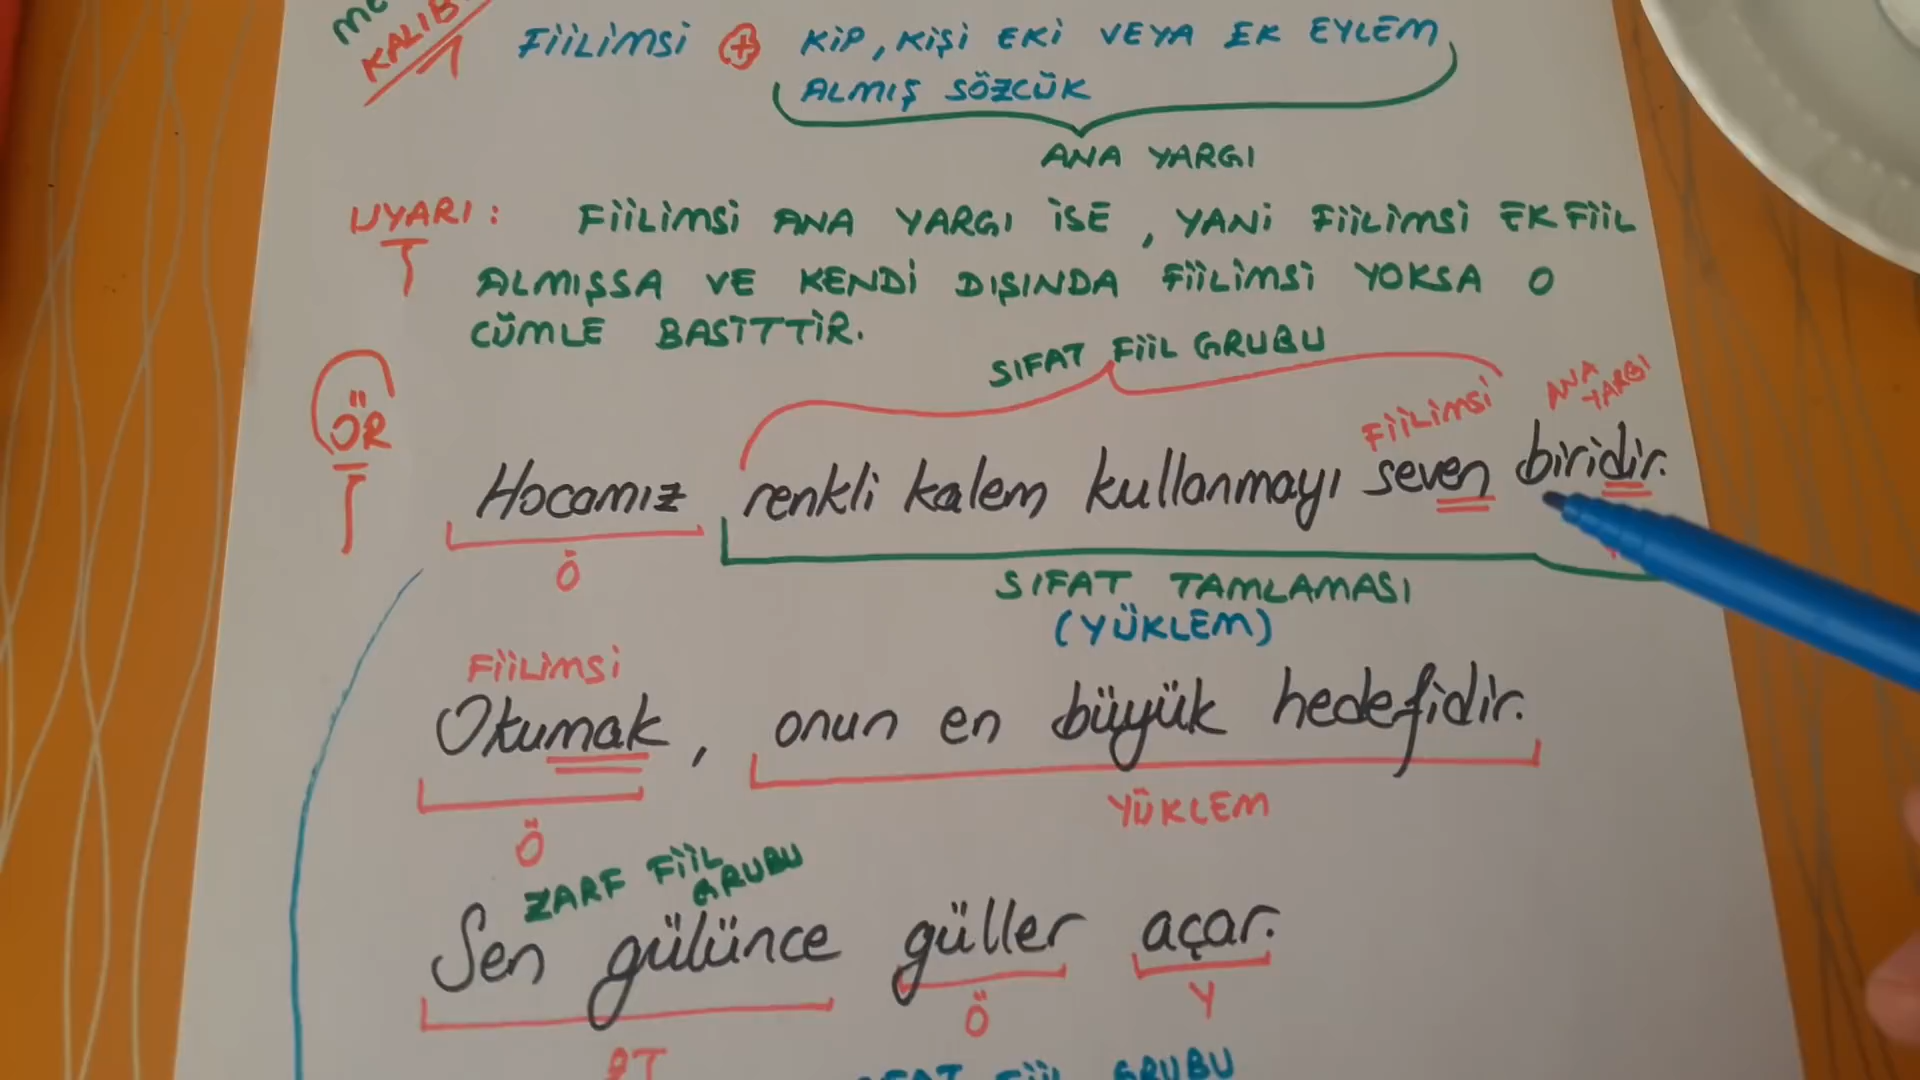 KALIB
FİİLİMSİ + KİP, KİŞİ EKİ VEYA EK EYLEM
ALMIŞ SÖZCÜK
ANA YARGI
UYARI: FİİLİMSİ ANA YARGI İSE, YANİ FİİLİMSİ EKFİİL
ALMIŞSA VE KENDİ DIŞINDA FİİLİMSİ YOKSA O
CÜMLE BASİTTİR.
SIFAT FİİL GRUBU
ÖR
FİİLİMSİ
ANA YARGI
Hocamız renkli kalem kullanmayı seven biridir.
Ö
SIFAT TAMLAMASI
(YÜKLEM)
FİİLİMSİ
Okumak, onun en büyük hedefidir.
Ö
YÜKLEM
ZARF FİİL GRUBU
Sen gülünce güller açar.
Ö
Y
FİİL GRUBU